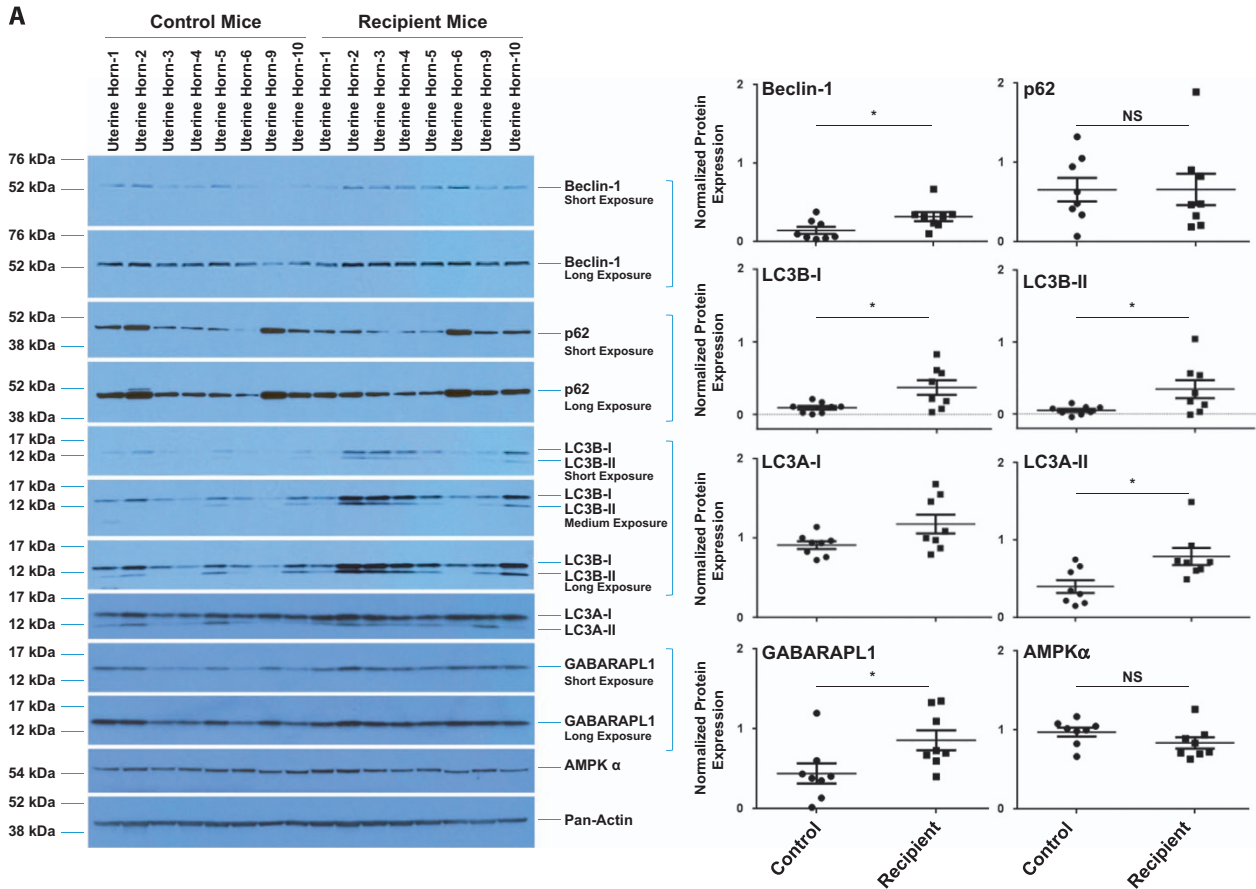 A
Control Mice
Recipient Mice
Uterine Horn-1
Uterine Horn-2
Uterine Horn-3
Uterine Horn-4
Uterine Horn-5
Uterine Horn-6
Uterine Horn-9
Uterine Horn-10
Uterine Horn-1
Uterine Horn-2
Uterine Horn-3
Uterine Horn-4
Uterine Horn-5
Uterine Horn-6
Uterine Horn-9
Uterine Horn-10
76 kDa
52 kDa
Beclin-1
Short Exposure
76 kDa
52 kDa
Beclin-1
Long Exposure
52 kDa
38 kDa
p62
Short Exposure
52 kDa
38 kDa
p62
Long Exposure
17 kDa
12 kDa
LC3B-I
LC3B-II
Short Exposure
17 kDa
12 kDa
LC3B-I
LC3B-II
Medium Exposure
17 kDa
12 kDa
LC3B-I
LC3B-II
Long Exposure
17 kDa
12 kDa
LC3A-I
LC3A-II
17 kDa
12 kDa
GABARAPL1
Short Exposure
17 kDa
12 kDa
GABARAPL1
Long Exposure
54 kDa
AMPK α
52 kDa
38 kDa
Pan-Actin
Normalized Protein
Expression
2
1
0
Beclin-1
*
2
1
0
p62
NS
Normalized Protein
Expression
2
1
0
LC3B-I
*
2
1
0
LC3B-II
*
Normalized Protein
Expression
2
1
0
LC3A-I
2
1
0
LC3A-II
*
Normalized Protein
Expression
2
1
0
GABARAPL1
*
2
1
0
AMPKα
NS
Control
Recipient
Control
Recipient